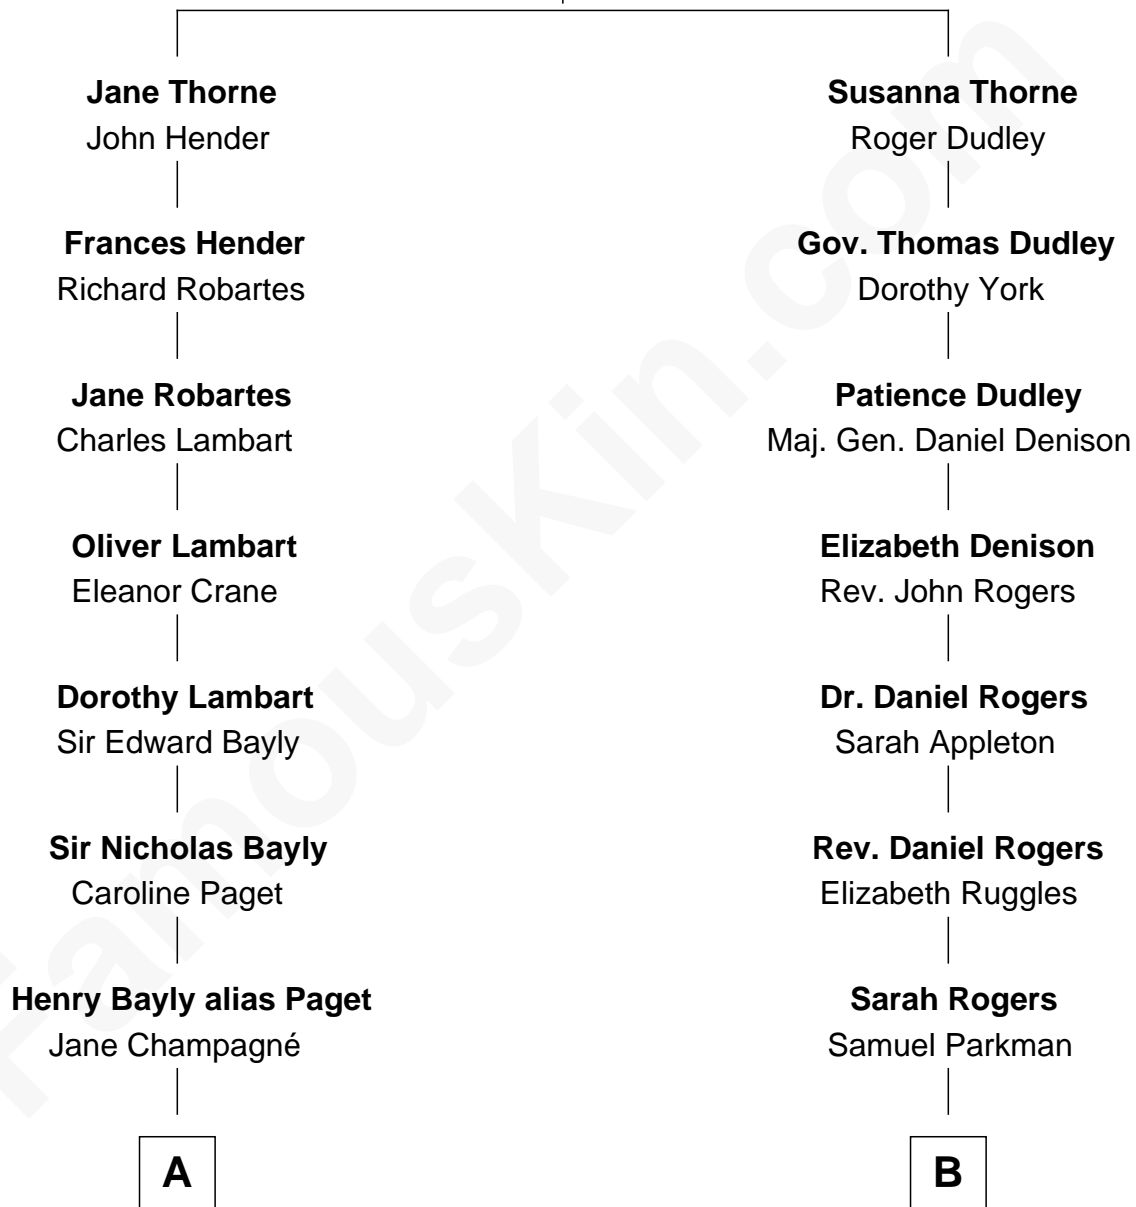 Jane Thorne
John Hender
Susanna Thorne
Roger Dudley
Frances Hender
Richard Robartes
Gov. Thomas Dudley
Dorothy York
Jane Robartes
Charles Lambart
Patience Dudley
Maj. Gen. Daniel Denison
Oliver Lambart
Eleanor Crane
Elizabeth Denison
Rev. John Rogers
Dorothy Lambart
Sir Edward Bayly
Dr. Daniel Rogers
Sarah Appleton
Sir Nicholas Bayly
Caroline Paget
Rev. Daniel Rogers
Elizabeth Ruggles
Henry Bayly alias Paget
Jane Champagné
Sarah Rogers
Samuel Parkman
A
B
FamousKin.com